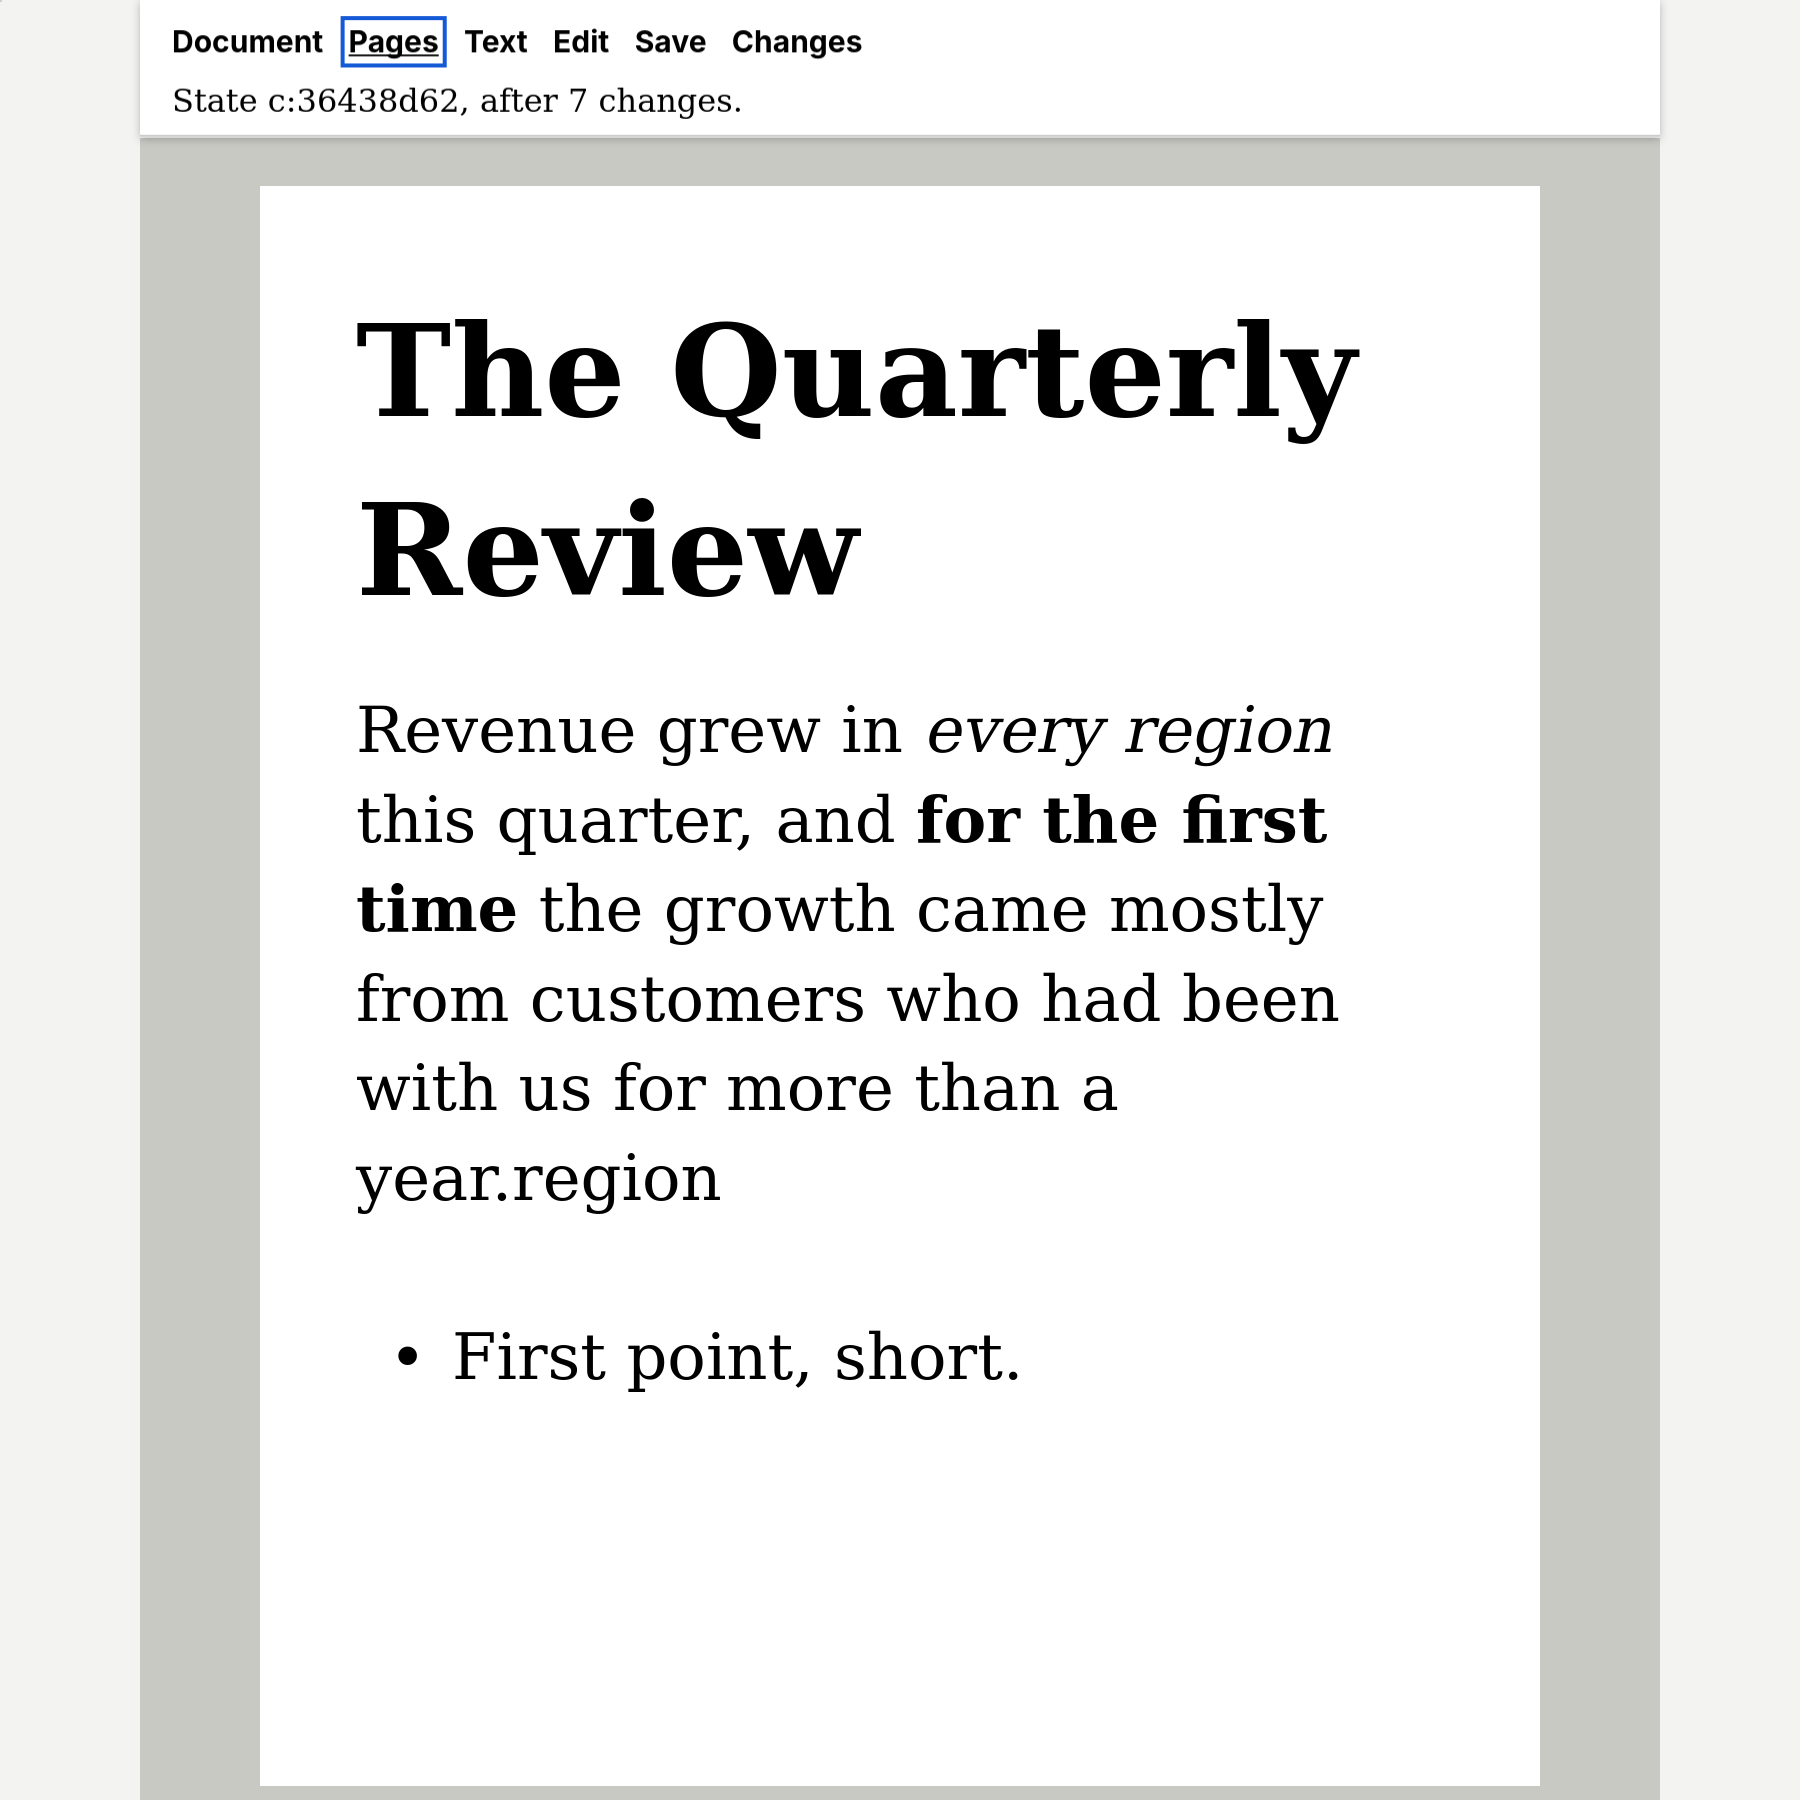 Document Pages Text Edit Save Changes
State c:36438d62, after 7 changes.
The Quarterly
Review
Revenue grew in every region
this quarter, and for the first
time the growth came mostly
from customers who had been
with us for more than a
year.region
• First point, short.